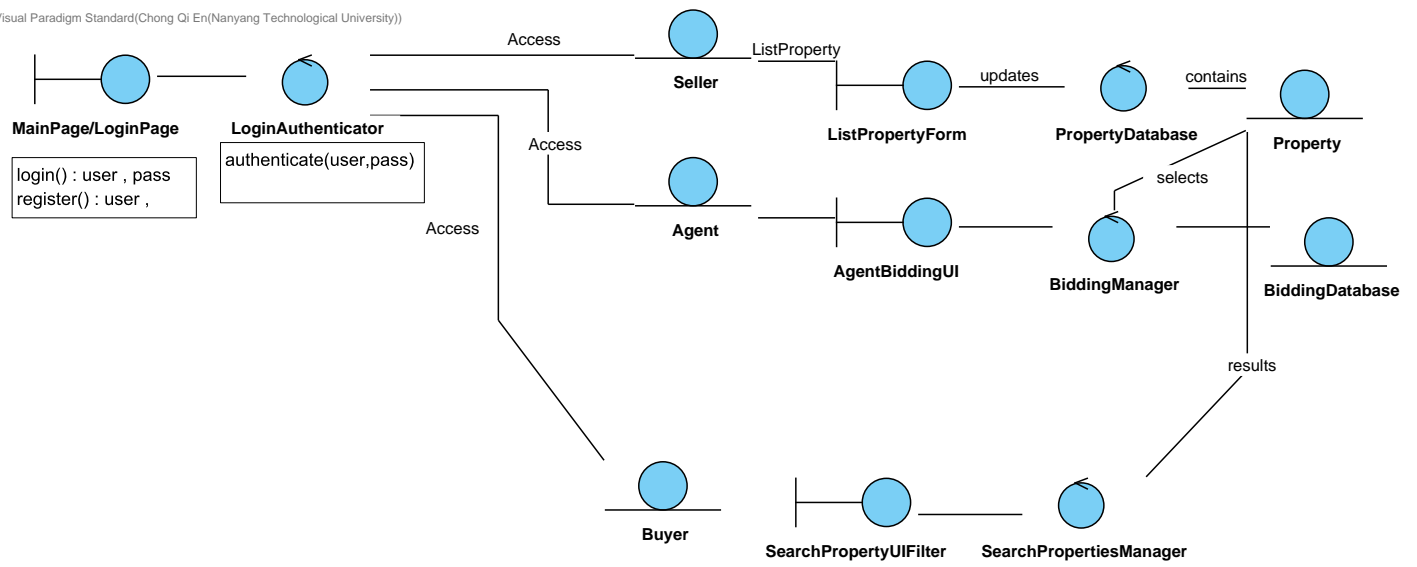 Visual Paradigm Standard(Chong Qi En(Nanyang Technological University))
Access
ListProperty
Seller
updates
contains
MainPage/LoginPage
LoginAuthenticator
ListPropertyForm
PropertyDatabase
Property
login() : user , pass
register() : user ,
authenticate(user,pass)
Access
selects
Access
Agent
AgentBiddingUI
BiddingManager
BiddingDatabase
results
Buyer
SearchPropertyUIFilter
SearchPropertiesManager